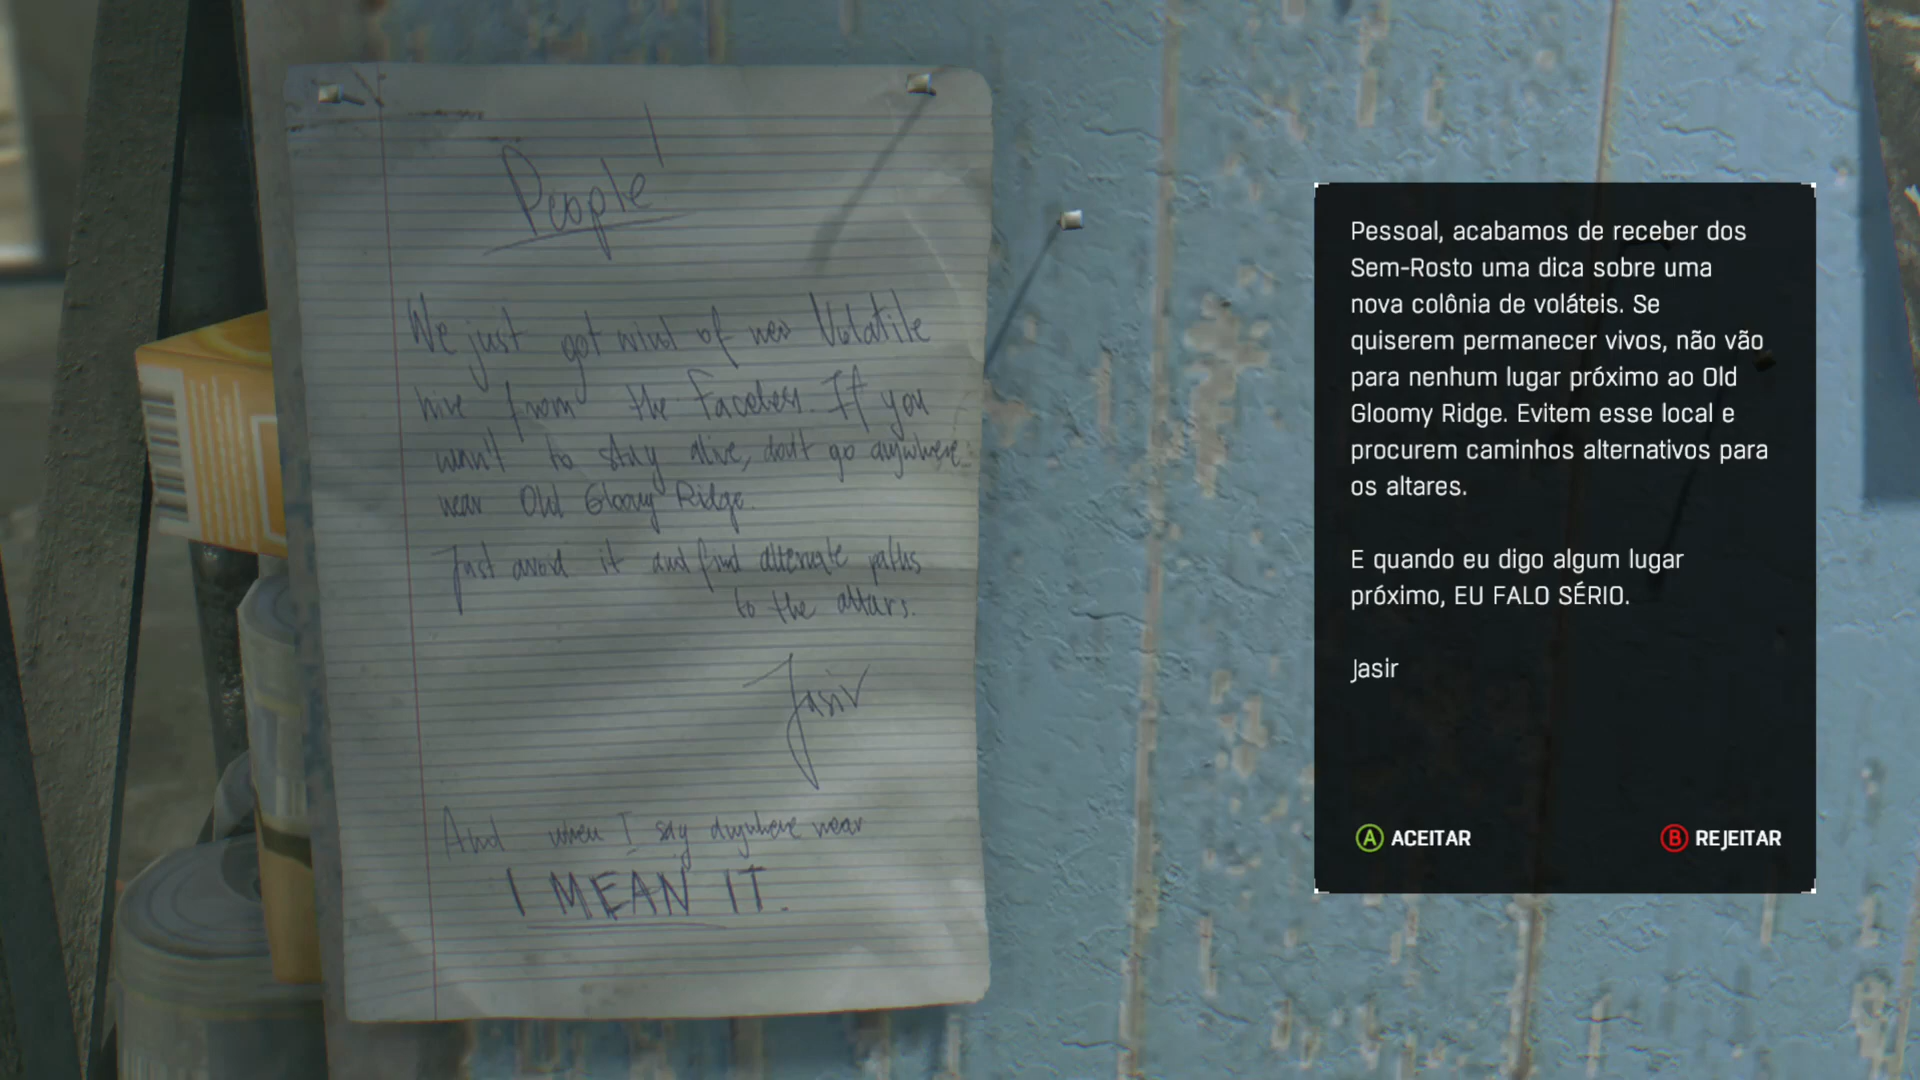 People!
We just got wind of new Volatile
hive from the Faceless. If you
wan't to stay alive, dont go anywhere
near Old Gloomy Ridge.
Just avoid it and find alternate paths
to the altars.
Jasir
And when I say anywhere near
I MEAN IT.
Pessoal, acabamos de receber dos
Sem-Rosto uma dica sobre uma
nova colônia de voláteis. Se
quiserem permanecer vivos, não vão
para nenhum lugar próximo ao Old
Gloomy Ridge. Evitem esse local e
procurem caminhos alternativos para
os altares.
E quando eu digo algum lugar
próximo, EU FALO SÉRIO.
Jasir
A ACEITAR
B REJEITAR